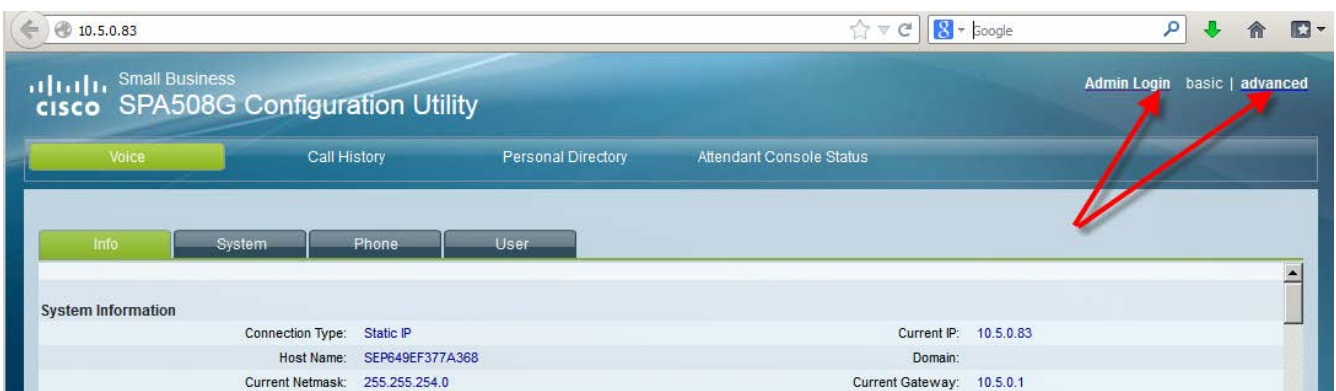 10.5.0.83
Google
Small Business
Admin Login basic | advanced
CISCO SPA508G Configuration Utility
Voice Call History Personal Directory Attendant Console Status
Info System Phone User
System Information
Connection Type: Static IP Current IP: 10.5.0.83
Host Name: SEP649EF377A368 Domain:
Current Netmask: 255.255.254.0 Current Gateway: 10.5.0.1